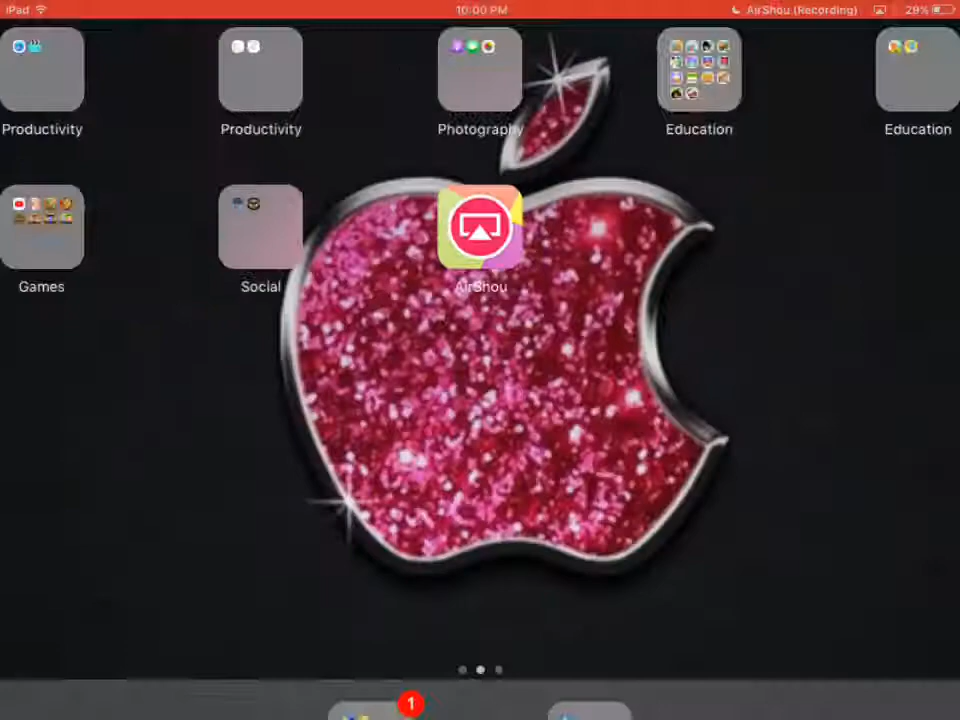 iPad 10:00 PM AirShou (Recording) 29%
Productivity Productivity Photography Education Education
Games Social AirShou
1